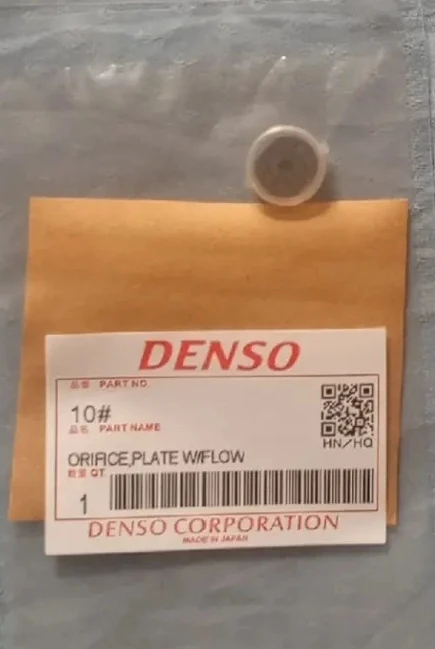 DENSO
品番 PART NO.
10#
品名 PART NAME
HN/HQ
ORIFICE,PLATE W/FLOW
数量 QT
1
DENSO CORPORATION
MADE IN JAPAN